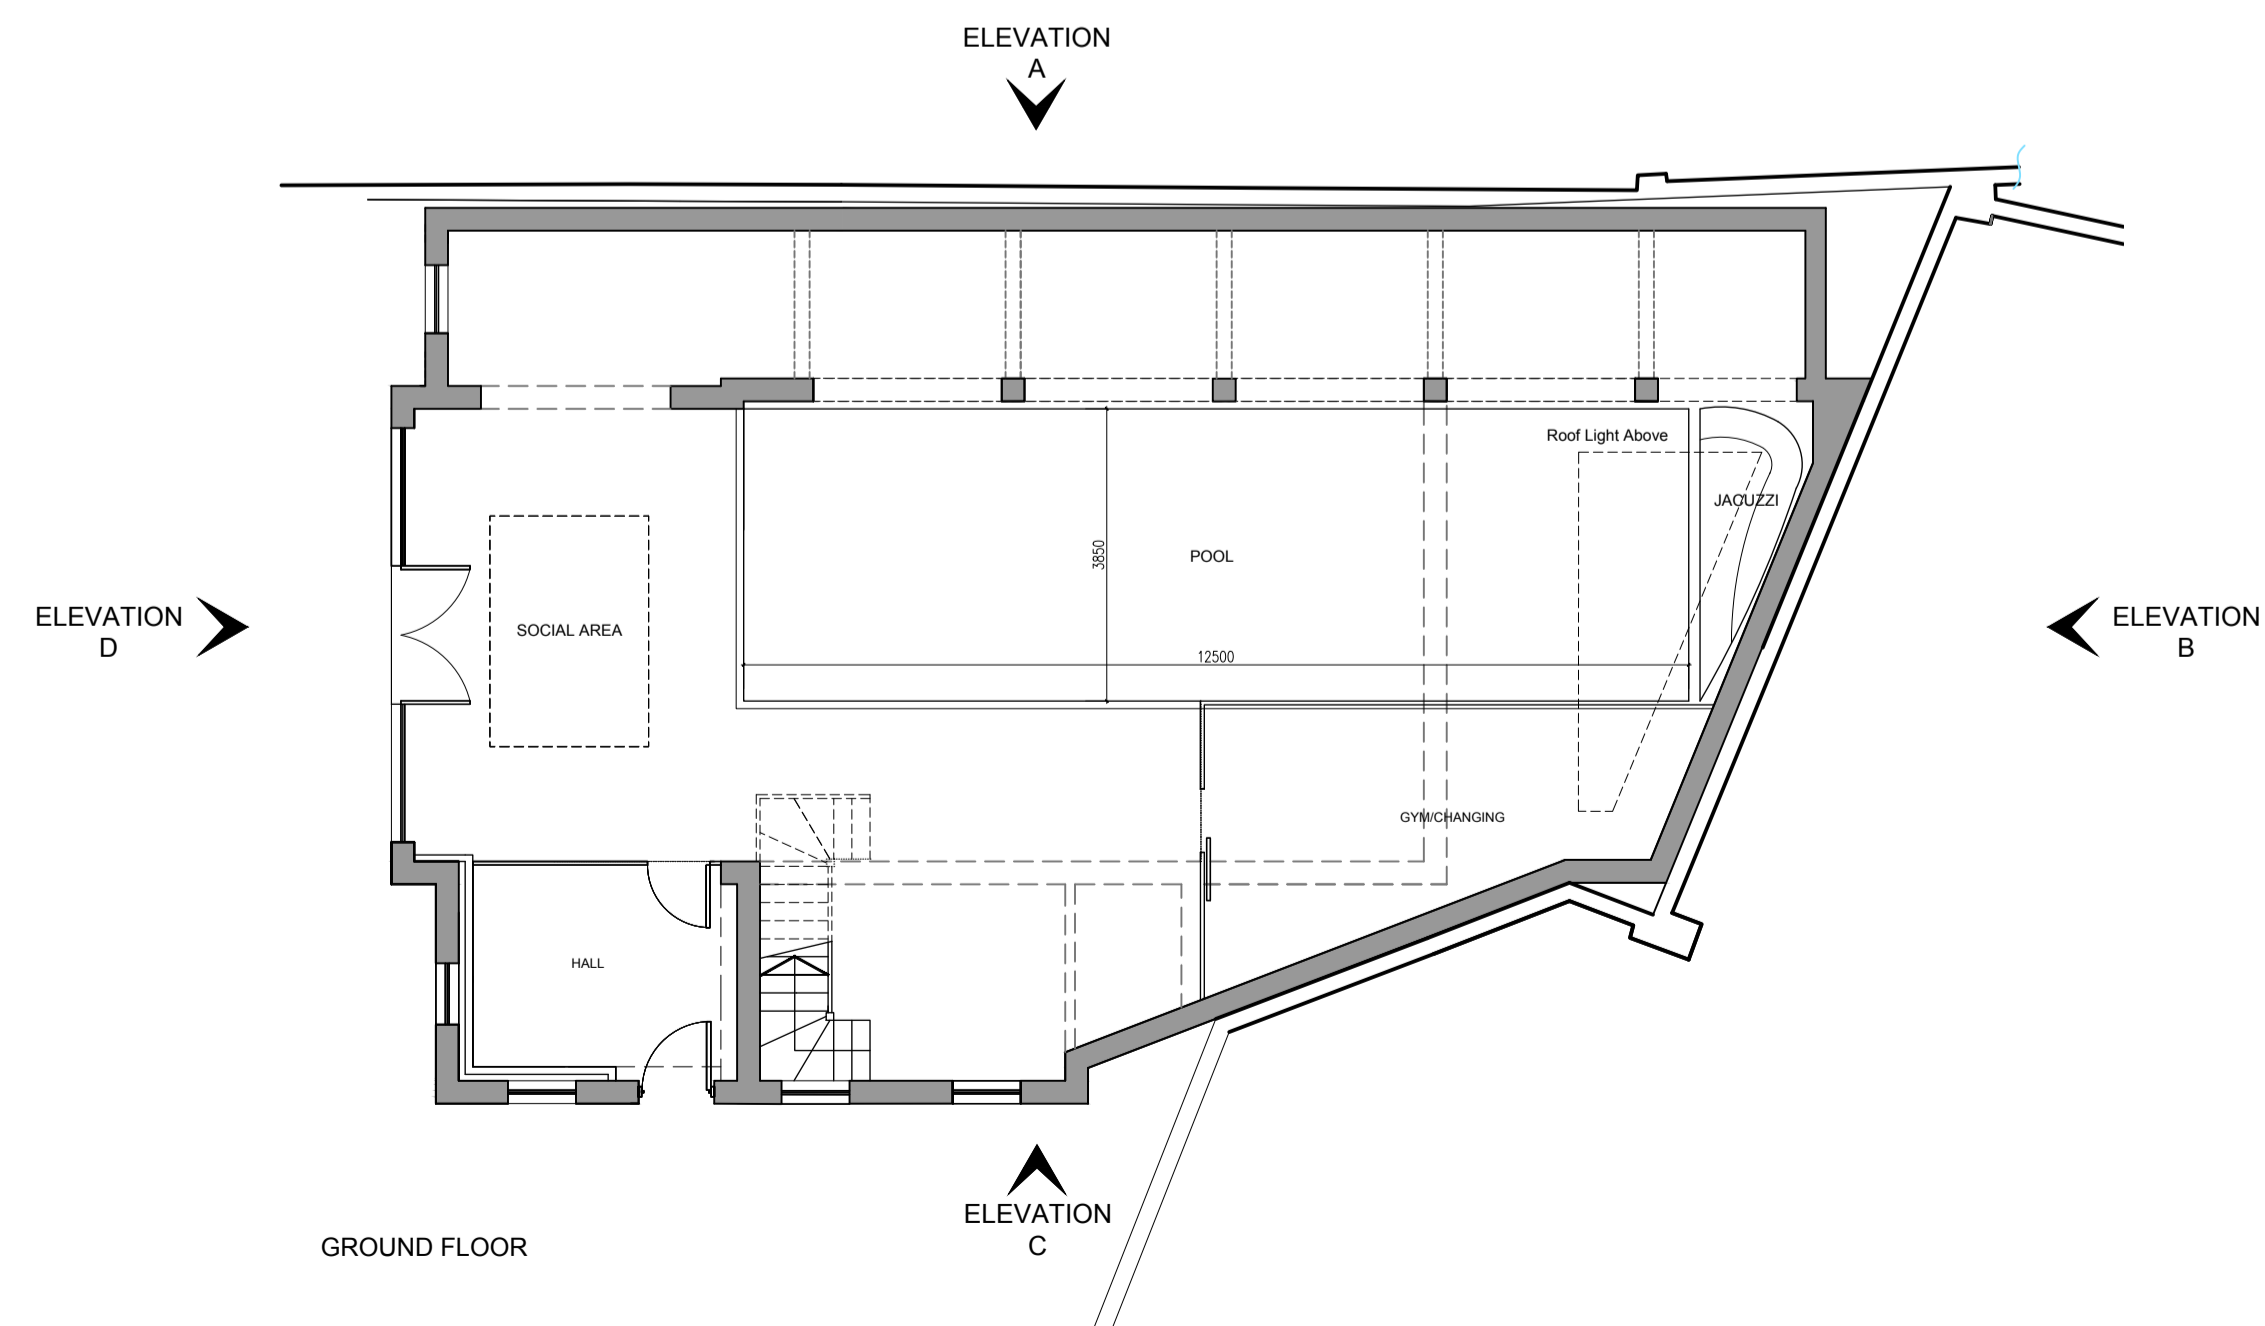 ELEVATION
A
Roof Light Above
JACUZZI
POOL
3850
ELEVATION
D
SOCIAL AREA
ELEVATION
B
12500
GYM/CHANGING
HALL
ELEVATION
C
GROUND FLOOR